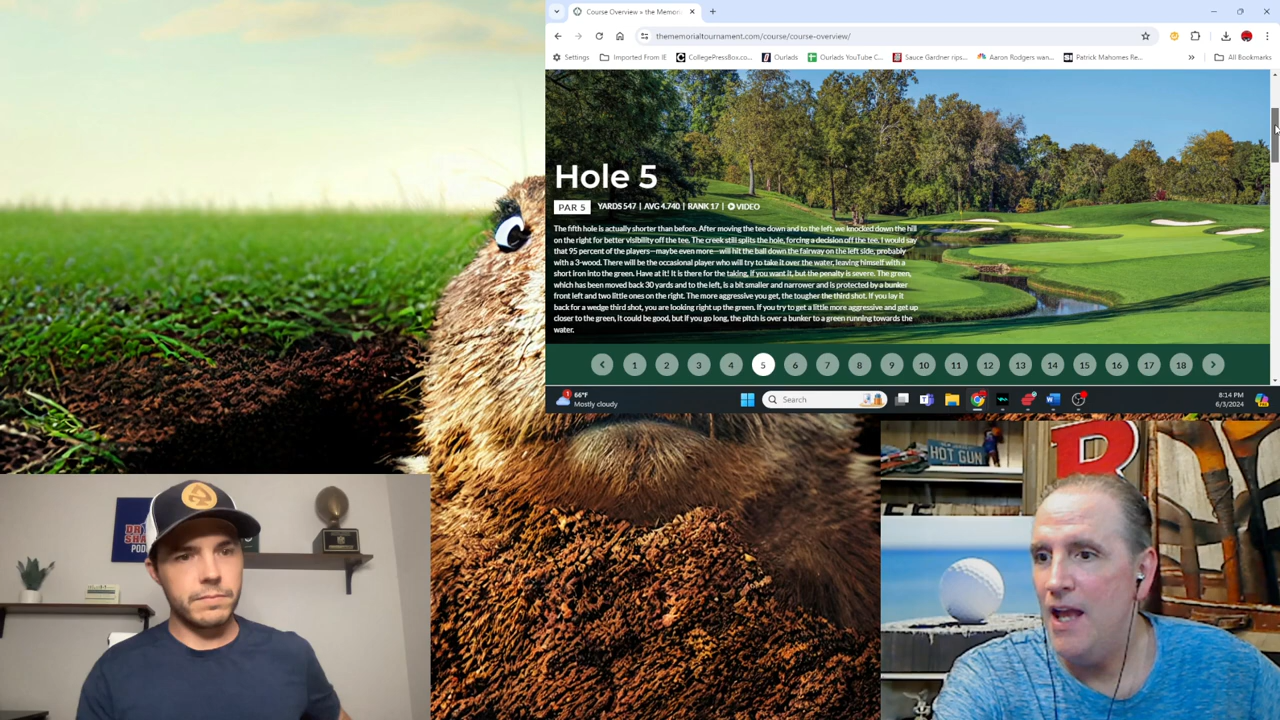 Course Overview » the Memori
thememorialtournament.com/course/course-overview/
Settings
Imported From IE
CollegePressBox.co...
Ourlads
Ourlads YouTube C...
Sauce Gardner rips...
Aaron Rodgers wan...
Patrick Mahomes Re...
All Bookmarks
Hole 5
PAR 5 YARDS 547 | AVG 4.740 | RANK 17 | VIDEO
The fifth hole is actually shorter than before. After moving the tee down and to the left, we knocked down the hill
on the right for better visibility off the tee. The creek still splits the hole, forcing a decision off the tee. I would say
that 95 percent of the players—maybe even more—will hit the ball down the fairway on the left side, probably
with a 3-wood. There will be the occasional player who will try to take it over the water, leaving himself with a
short iron into the green. Have at it! It is there for the taking, if you want it, but the penalty is severe. The green,
which has been moved back 30 yards and to the left, is a bit smaller and narrower and is protected by a bunker
front left and two little ones on the right. The more aggressive you get, the tougher the third shot. If you lay it
back for a wedge third shot, you are looking right up the green. If you try to get a little more aggressive and get up
closer to the green, it could be good, but if you go long, the pitch is over a bunker to a green running towards the
water.
1 2 3 4 5 6 7 8 9 10 11 12 13 14 15 16 17 18
1
66°F
Mostly cloudy
Search
8:14 PM
6/3/2024
HOT GUN
R
POD